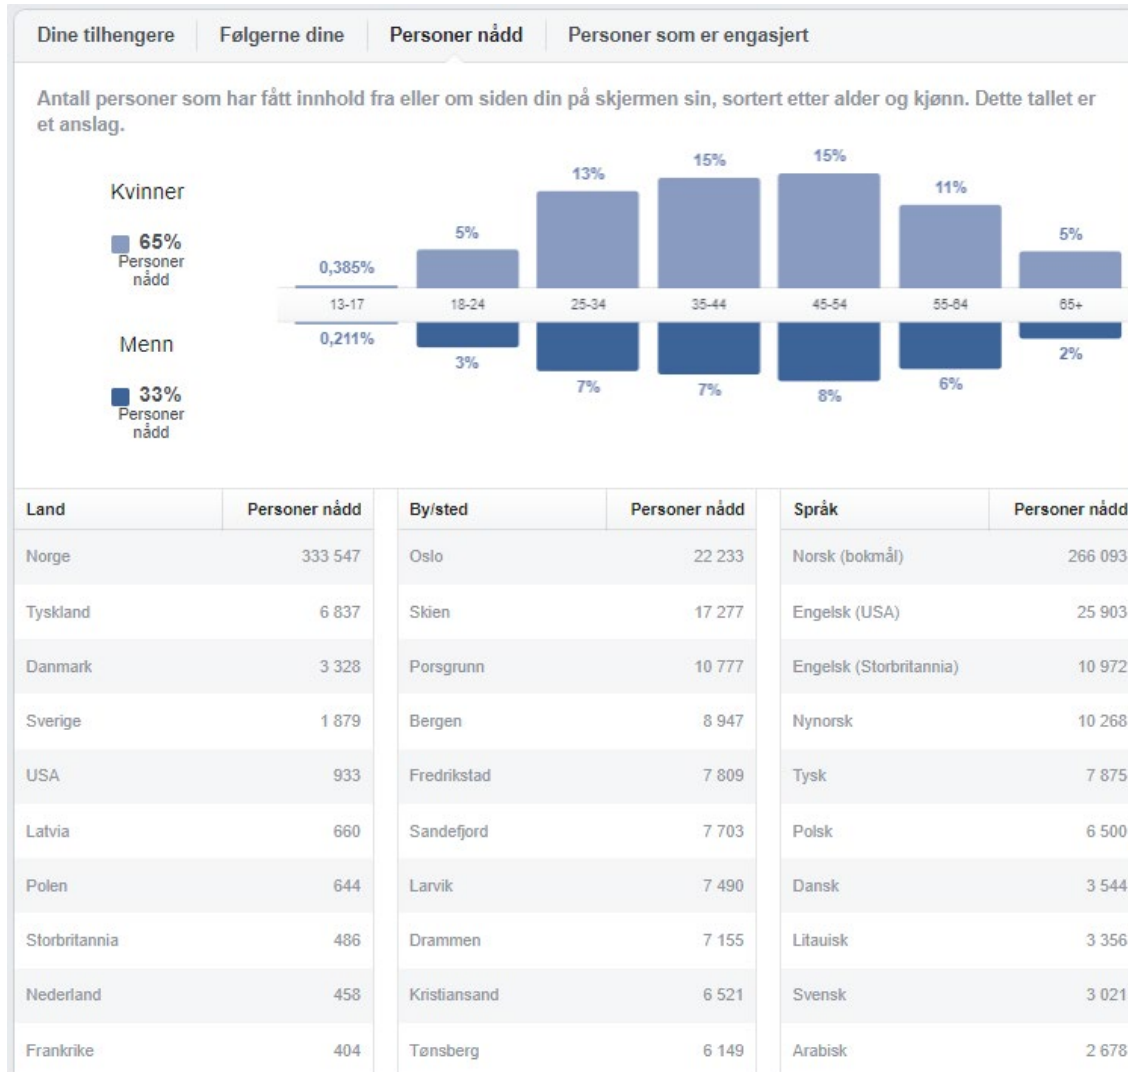 Dine tilhengere Følgerne dine Personer nådd Personer som er engasjert
Antall personer som har fått innhold fra eller om siden din på skjermen sin, sortert etter alder og kjønn. Dette tallet er
et anslag.
Kvinner
65%
Personer
nådd
0,385% 5% 13% 15% 15% 11% 5%
13-17 18-24 25-34 35-44 45-54 55-64 65+
Menn
33%
Personer
nådd
0,211% 3% 7% 7% 8% 6% 2%
Land Personer nådd By/sted Personer nådd Språk Personer nådd
Norge 333 547 Oslo 22 233 Norsk (bokmål) 266 093
Tyskland 6 837 Skien 17 277 Engelsk (USA) 25 903
Danmark 3 328 Porsgrunn 10 777 Engelsk (Storbritannia) 10 972
Sverige 1 879 Bergen 8 947 Nynorsk 10 268
USA 933 Fredrikstad 7 809 Tysk 7 875
Latvia 660 Sandefjord 7 703 Polsk 6 500
Polen 644 Larvik 7 490 Dansk 3 544
Storbritannia 486 Drammen 7 155 Litauisk 3 356
Nederland 458 Kristiansand 6 521 Svensk 3 021
Frankrike 404 Tønsberg 6 149 Arabisk 2 678